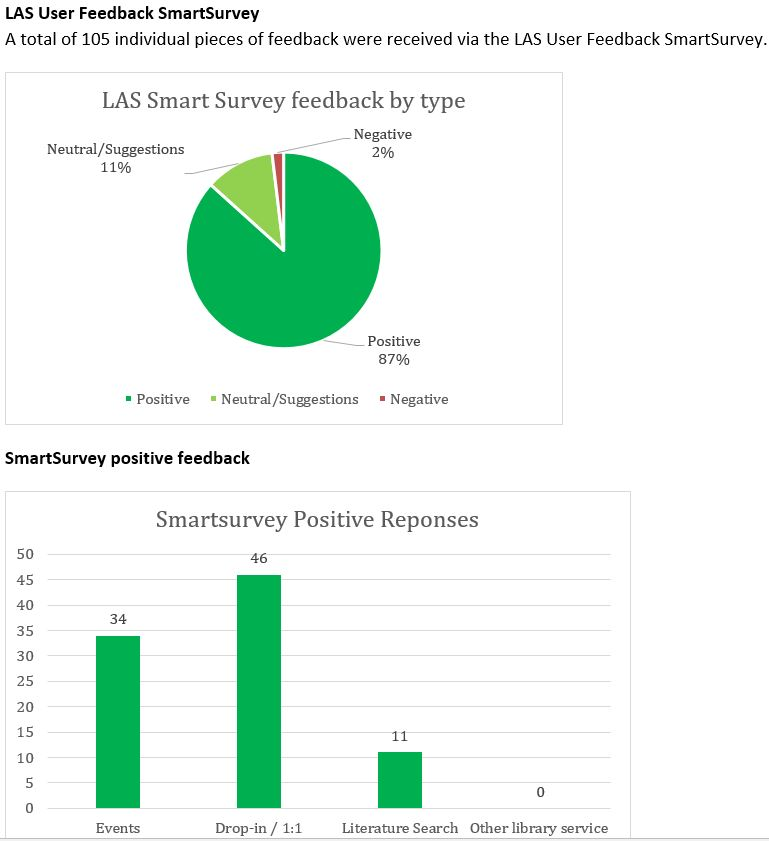 LAS User Feedback SmartSurvey
A total of 105 individual pieces of feedback were received via the LAS User Feedback SmartSurvey.
LAS Smart Survey feedback by type
Negative
2%
Neutral/Suggestions
11%
Positive
87%
Positive Neutral/Suggestions Negative
SmartSurvey positive feedback
Smartsurvey Positive Reponses
50
45
40
35
30
25
20
15
10
5
0
34
46
11
0
Events Drop-in / 1:1 Literature Search Other library service